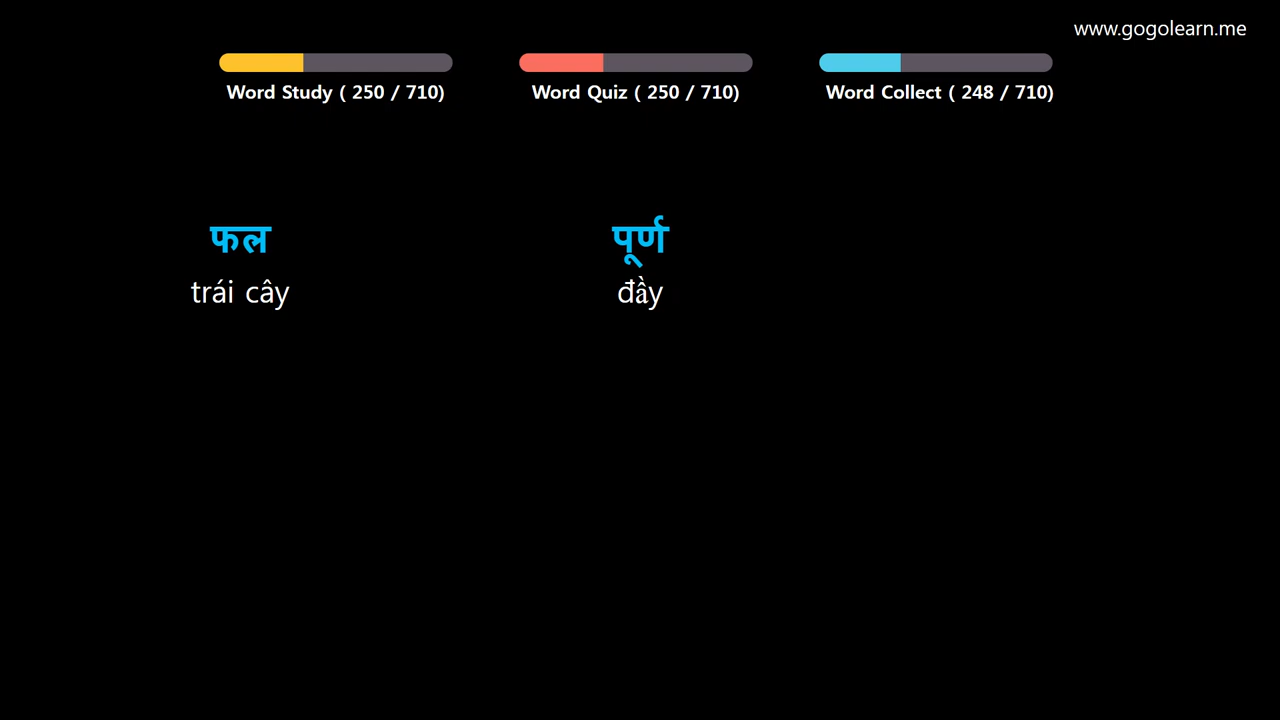 www.gogolearn.me
Word Study ( 250 / 710)
Word Quiz ( 250 / 710)
Word Collect ( 248 / 710)
फल
trái cây
पूर्ण
đầy